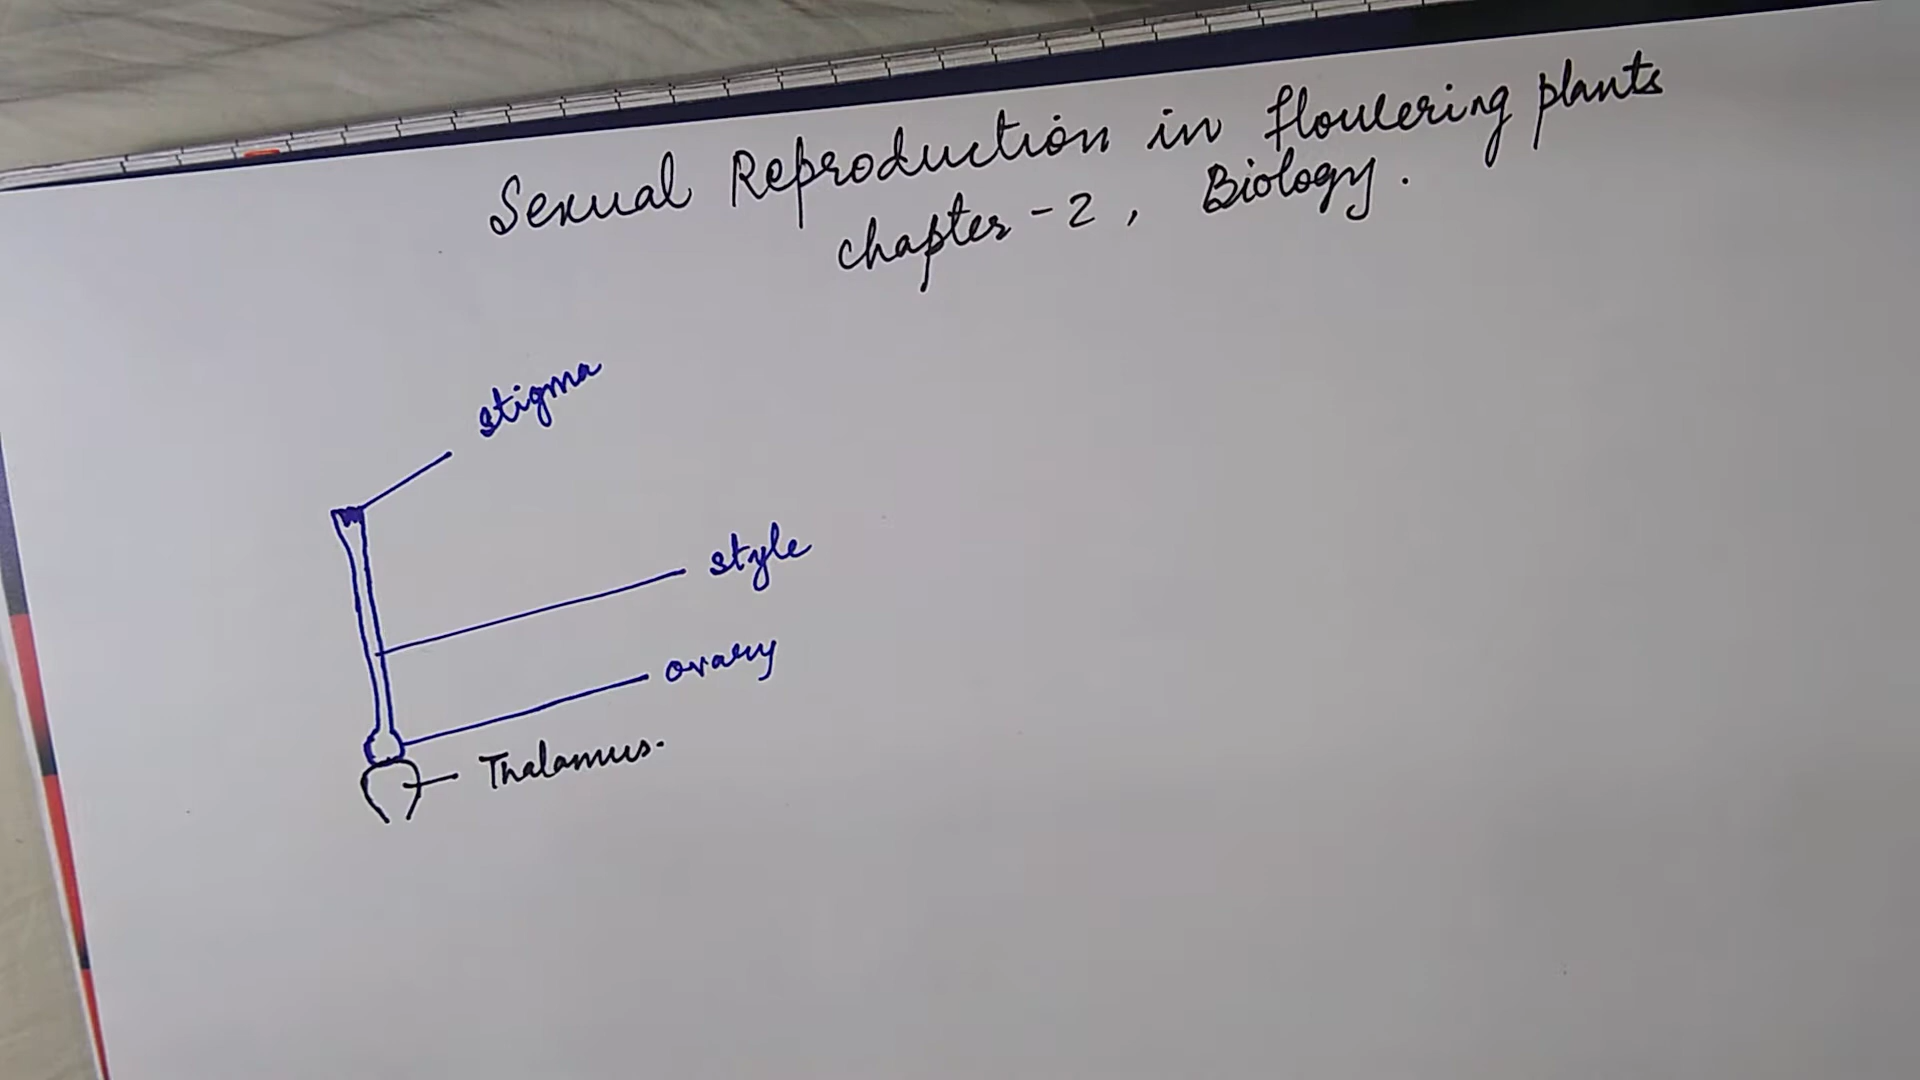 Sexual Reproduction in flowering plants
chapter - 2, Biology.
stigma
style
ovary
Thalamus.